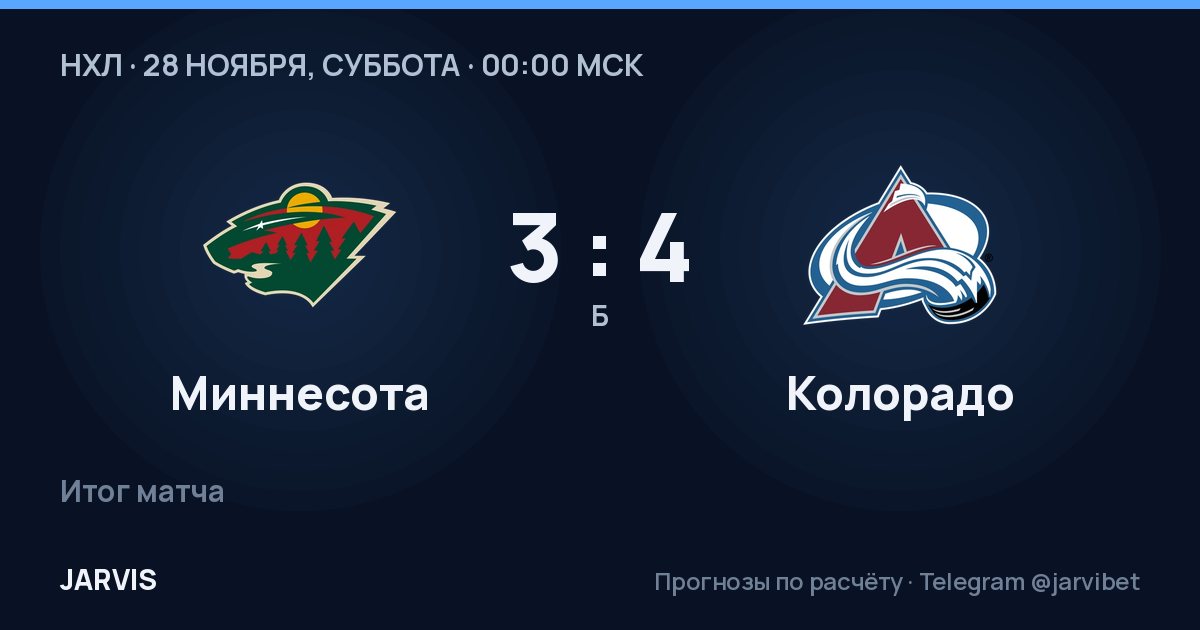 НХЛ · 28 НОЯБРЯ, СУББОТА · 00:00 МСК
3 : 4
Б
Миннесота
Колорадо
Итог матча
JARVIS
Прогнозы по расчёту · Telegram @jarvibet